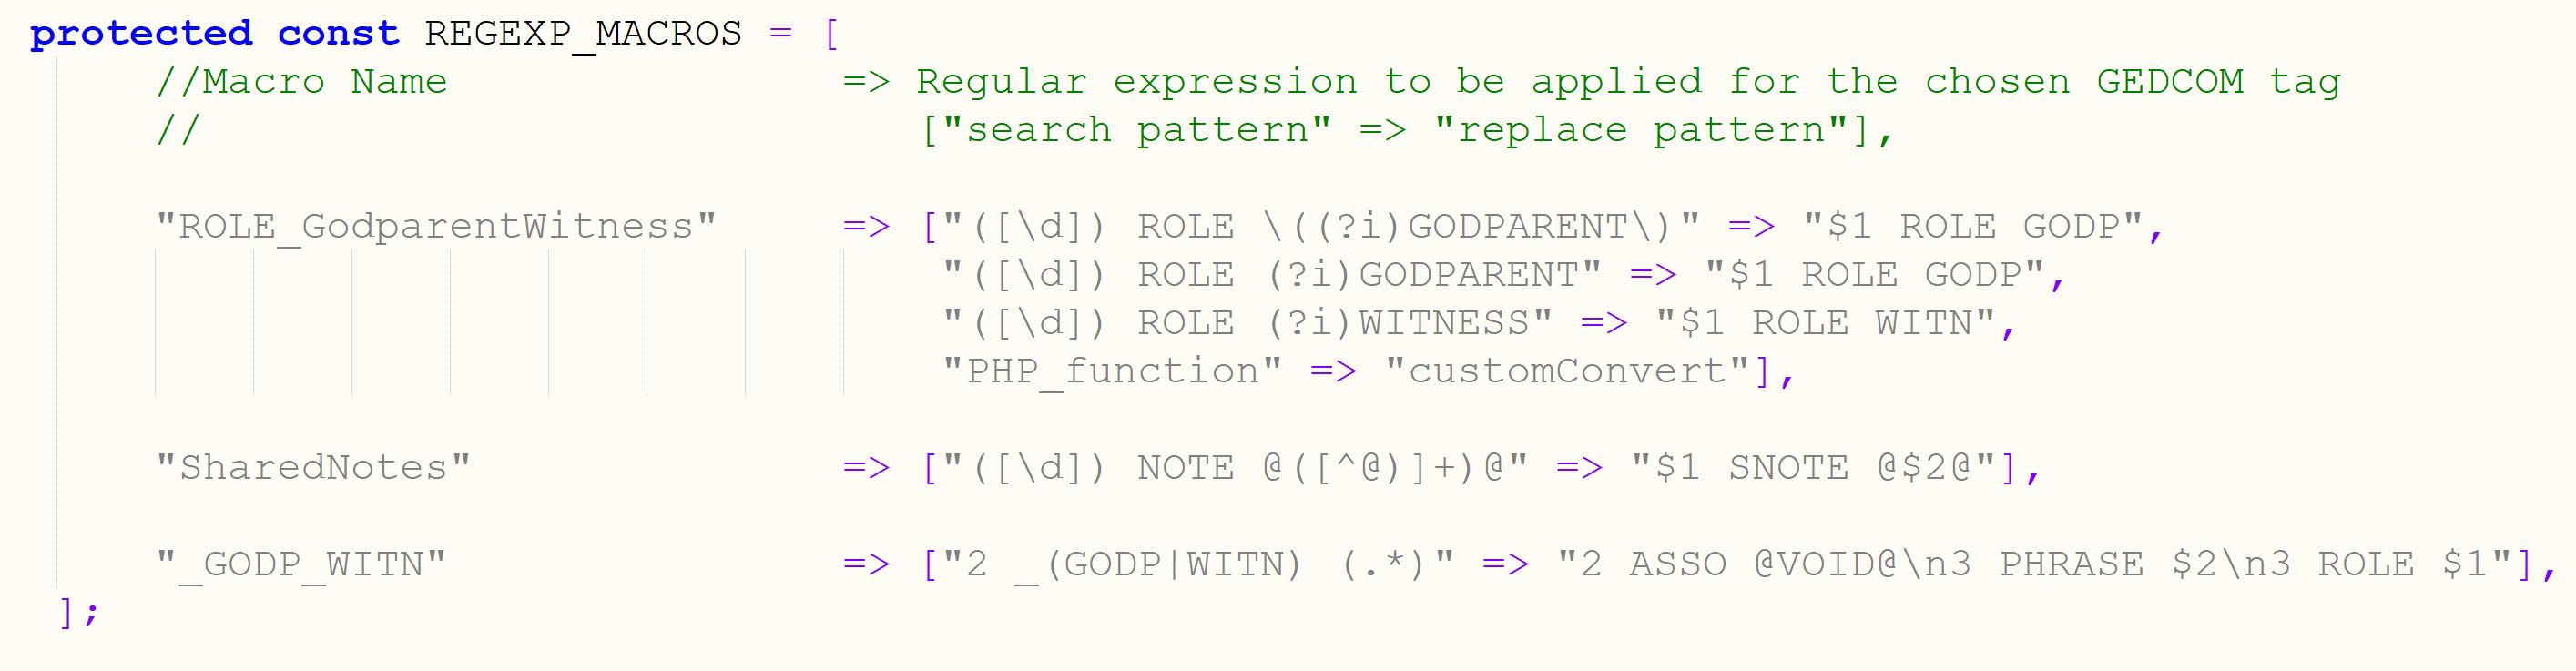 protected const REGEXP_MACROS = [
//Macro Name => Regular expression to be applied for the chosen GEDCOM tag
// ["search pattern" => "replace pattern"],
"ROLE_GodparentWitness" => ["([\d]) ROLE \((?i)GODPARENT\)" => "$1 ROLE GODP",
"([\d]) ROLE (?i)GODPARENT" => "$1 ROLE GODP",
"([\d]) ROLE (?i)WITNESS" => "$1 ROLE WITN",
"PHP_function" => "customConvert"],
"SharedNotes" => ["([\d]) NOTE @([^@)]+)@" => "$1 SNOTE @$2@"],
"_GODP_WITN" => ["2 _(GODP|WITN) (.*)" => "2 ASSO @VOID@\n3 PHRASE $2\n3 ROLE $1"],
];